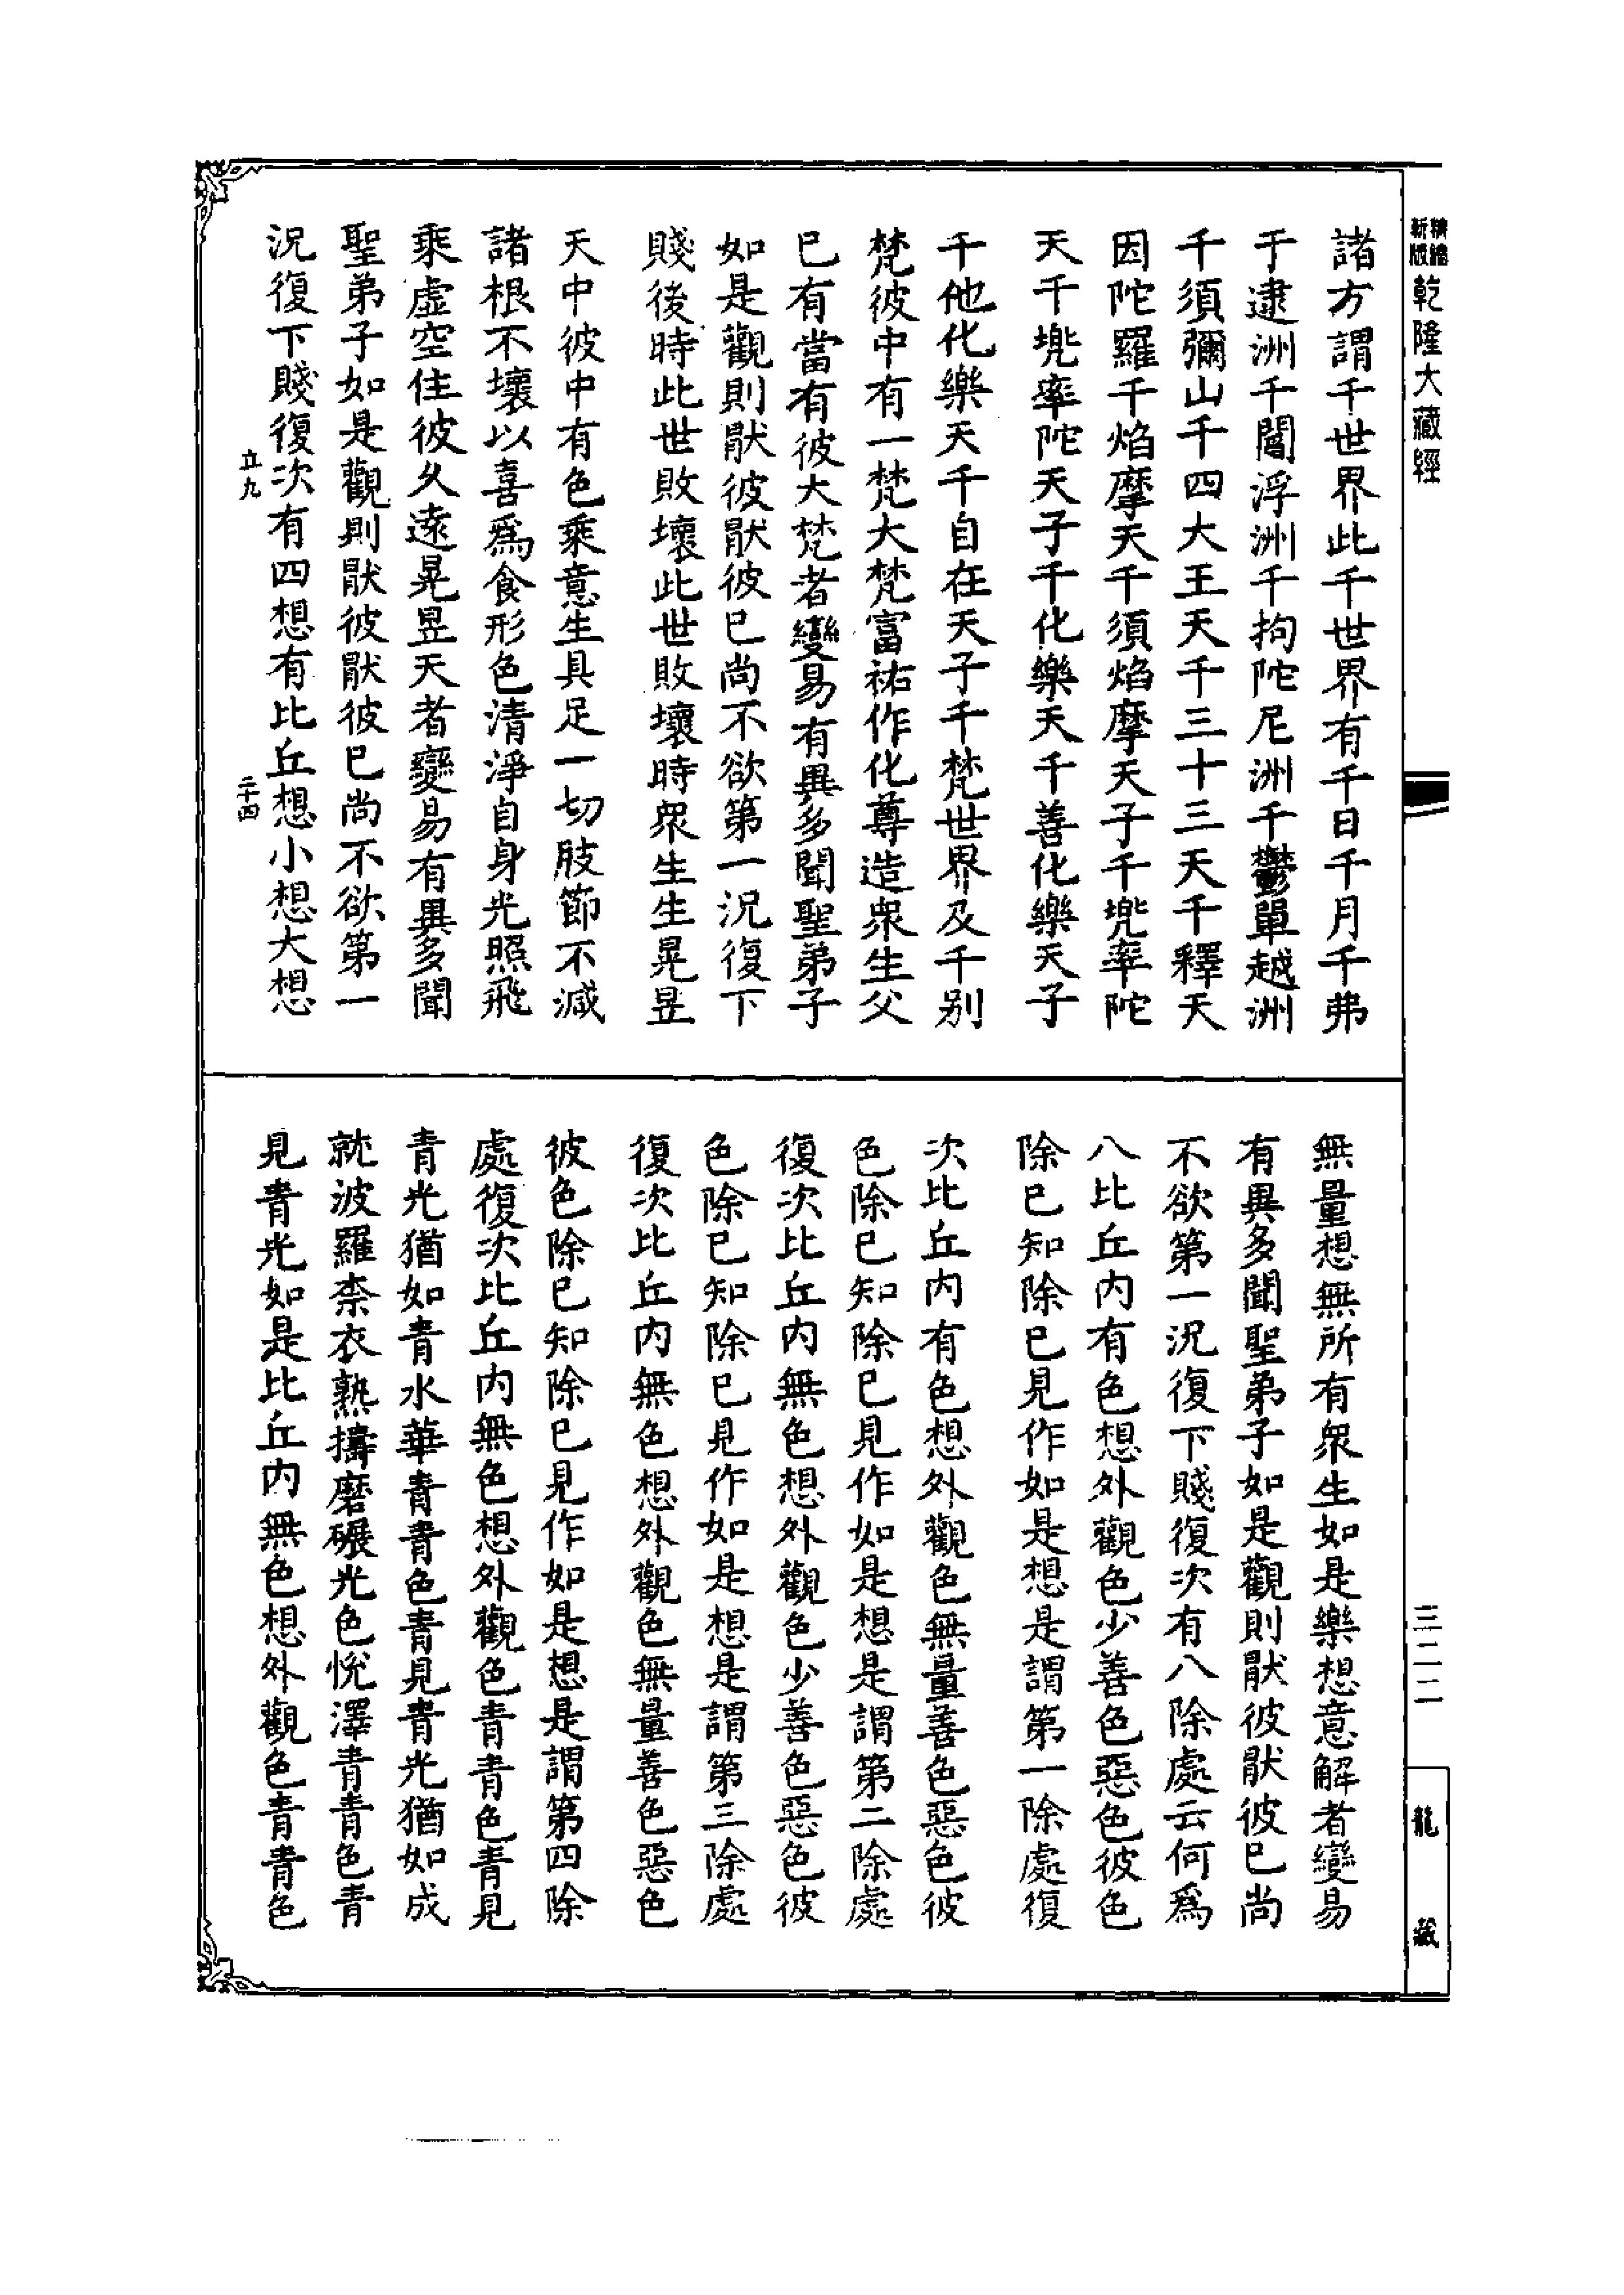 新版
精縮
乾隆大藏經
三二二
龍藏
諸方謂千世界此千世界有千日千月千弗
于逮洲千閻浮洲千拘陀尼洲千鬱單越洲
千須彌山千四大王天千三十三天千釋天
因陀羅千焰摩天千須焰摩天子千兜率陀
天千兜率陀天子千化樂天千善化樂天子
千他化樂天千自在天子千梵世界及千别
梵彼中有一梵大梵富祐作化尊造衆生父
已有當有彼大梵者變易有異多聞聖弟子
如是觀則猒彼猒彼已尚不欲第一況復下
賤後時此世敗壞此世敗壞時衆生生晃昱
天中彼中有色乘意生具足一切肢節不減
諸根不壞以喜爲食形色清淨自身光照飛
乘虛空住彼久遠晃昱天者變易有異多聞
聖弟子如是觀則猒彼猒彼已尚不欲第一
況復下賤復次有四想有比丘想小想大想
立九
二十四
無量想無所有衆生如是樂想意解者變易
有異多聞聖弟子如是觀則猒彼猒彼已尚
不欲第一況復下賤復次有八除處云何爲
八比丘内有色想外觀色少善色惡色彼色
除已知除已見作如是想是謂第一除處復
次比丘内有色想外觀色無量善色惡色彼
色除已知除已見作如是想是謂第二除處
復次比丘内無色想外觀色少善色惡色彼
色除已知除已見作如是想是謂第三除處
復次比丘内無色想外觀色無量善色惡色
彼色除已知除已見作如是想是謂第四除
處復次比丘内無色想外觀色青青色青見
青光猶如青水華青青色青見青光猶如成
就波羅柰衣熟擣磨碾光色悅澤青青色青
見青光如是比丘内無色想外觀色青青色